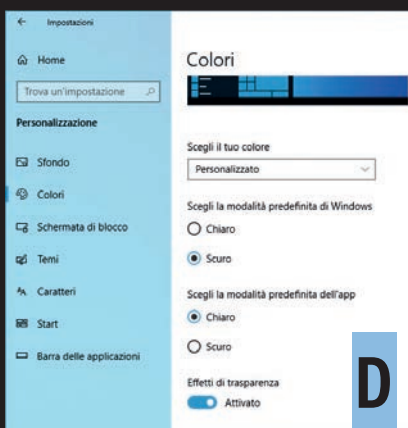 Impostazioni
Home
Trova un'impostazione
Personalizzazione
Sfondo
Colori
Schermata di blocco
Temi
Caratteri
Start
Barra delle applicazioni
Colori
Scegli il tuo colore
Personalizzato
Scegli la modalità predefinita di Windows
Chiaro
Scuro
Scegli la modalità predefinita dell'app
Chiaro
Scuro
Effetti di trasparenza
Attivato
D